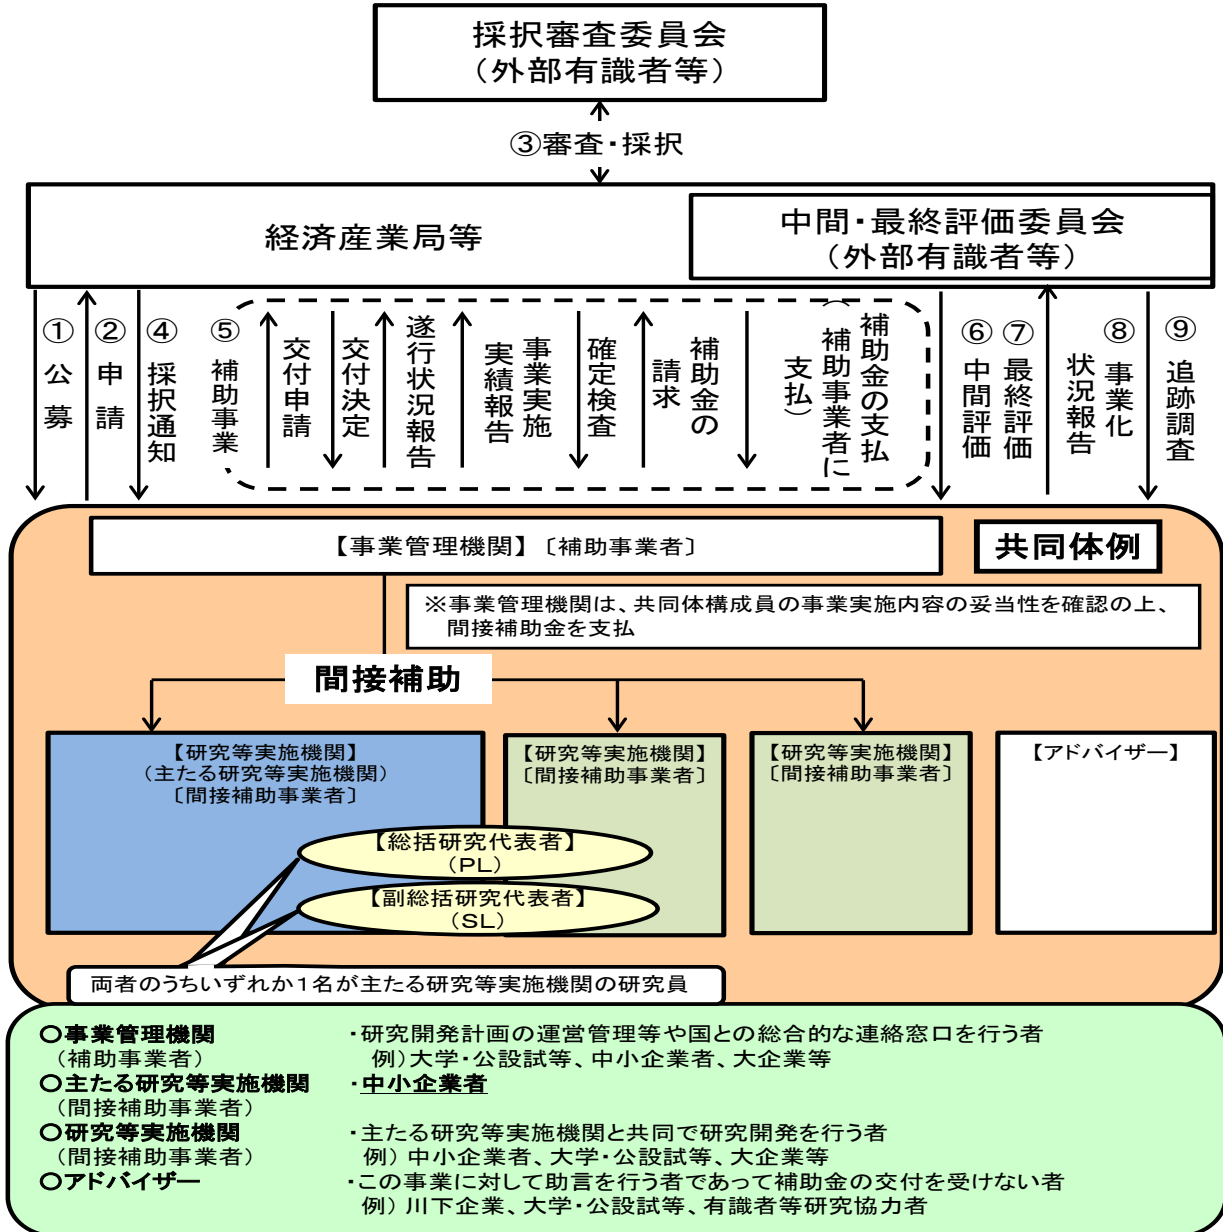 採択審査委員会
（外部有識者等）
③審査・採択
経済産業局等
中間・最終評価委員会
（外部有識者等）
①公募
②申請
④採択通知
⑤補助事業
交付申請
交付決定
遂行状況報告
事業実施
実績報告
確定検査
補助金の
請求
補助金の支払
（補助事業者に
支払）
⑥中間評価
⑦最終評価
⑧事業化
状況報告
⑨追跡調査
【事業管理機関】〔補助事業者〕
共同体例
※事業管理機関は、共同体構成員の事業実施内容の妥当性を確認の上、
間接補助金を支払
間接補助
【研究等実施機関】
（主たる研究等実施機関）
〔間接補助事業者〕
【研究等実施機関】
〔間接補助事業者〕
【研究等実施機関】
〔間接補助事業者〕
【アドバイザー】
【総括研究代表者】
（PL）
【副総括研究代表者】
（SL）
両者のうちいずれか１名が主たる研究等実施機関の研究員
○事業管理機関 ・研究開発計画の運営管理等や国との総合的な連絡窓口を行う者
（補助事業者） 例）大学・公設試等、中小企業者、大企業等
○主たる研究等実施機関 ・中小企業者
（間接補助事業者）
○研究等実施機関 ・主たる研究等実施機関と共同で研究開発を行う者
（間接補助事業者） 例）中小企業者、大学・公設試等、大企業等
○アドバイザー ・この事業に対して助言を行う者であって補助金の交付を受けない者
例）川下企業、大学・公設試等、有識者等研究協力者